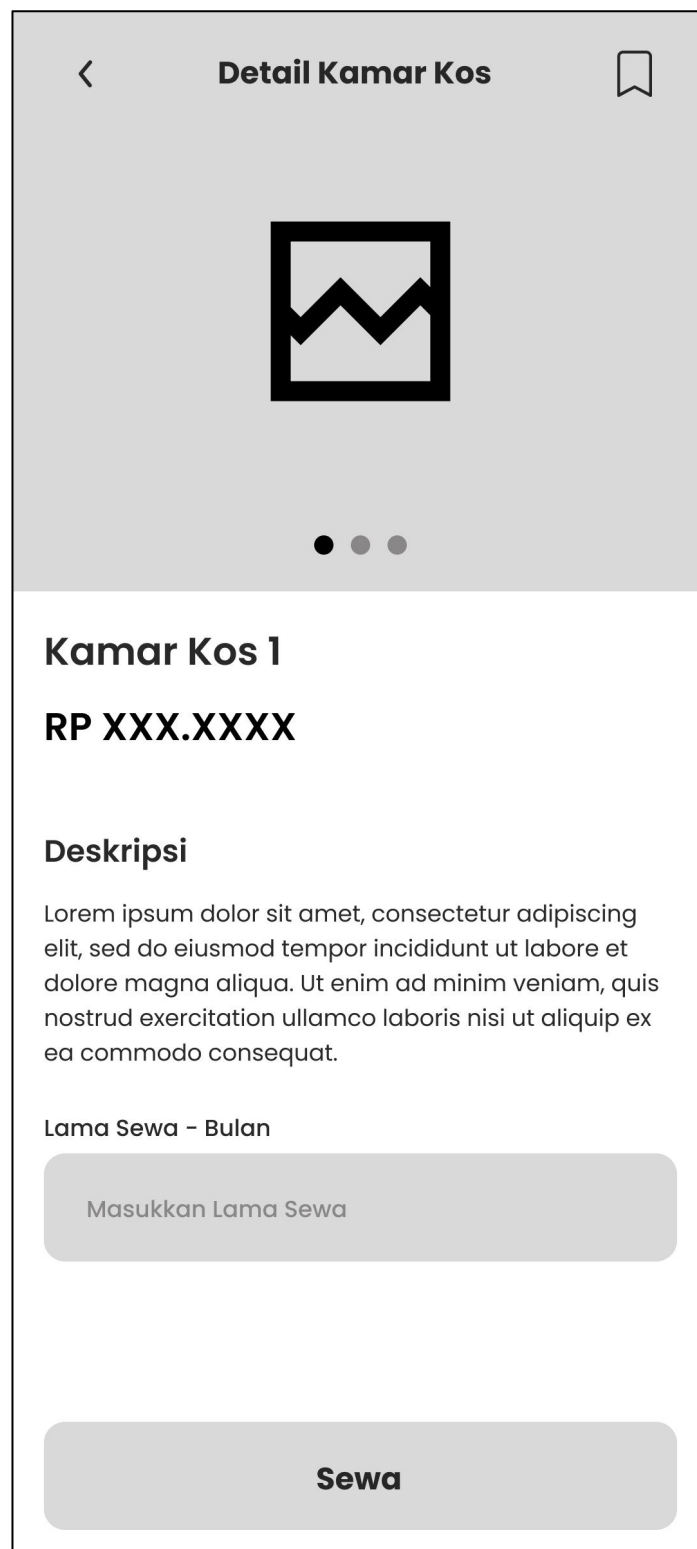 Detail Kamar Kos
Kamar Kos 1
RP XXX.XXXX
Deskripsi
Lorem ipsum dolor sit amet, consectetur adipiscing
elit, sed do eiusmod tempor incididunt ut labore et
dolore magna aliqua. Ut enim ad minim veniam, quis
nostrud exercitation ullamco laboris nisi ut aliquip ex
ea commodo consequat.
Lama Sewa - Bulan
Masukkan Lama Sewa
Sewa